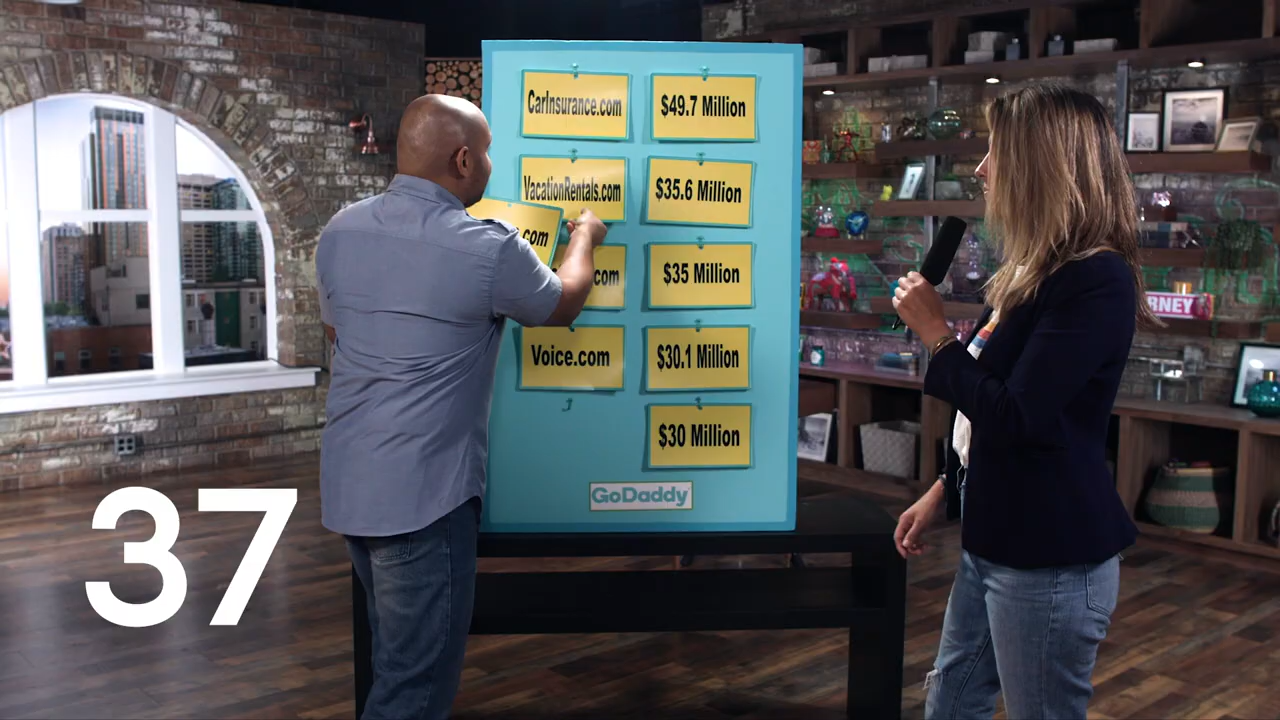 CarInsurance.com
$49.7 Million
VacationRentals.com
$35.6 Million
.com
.com
$35 Million
Voice.com
$30.1 Million
$30 Million
GoDaddy
RNEY
37